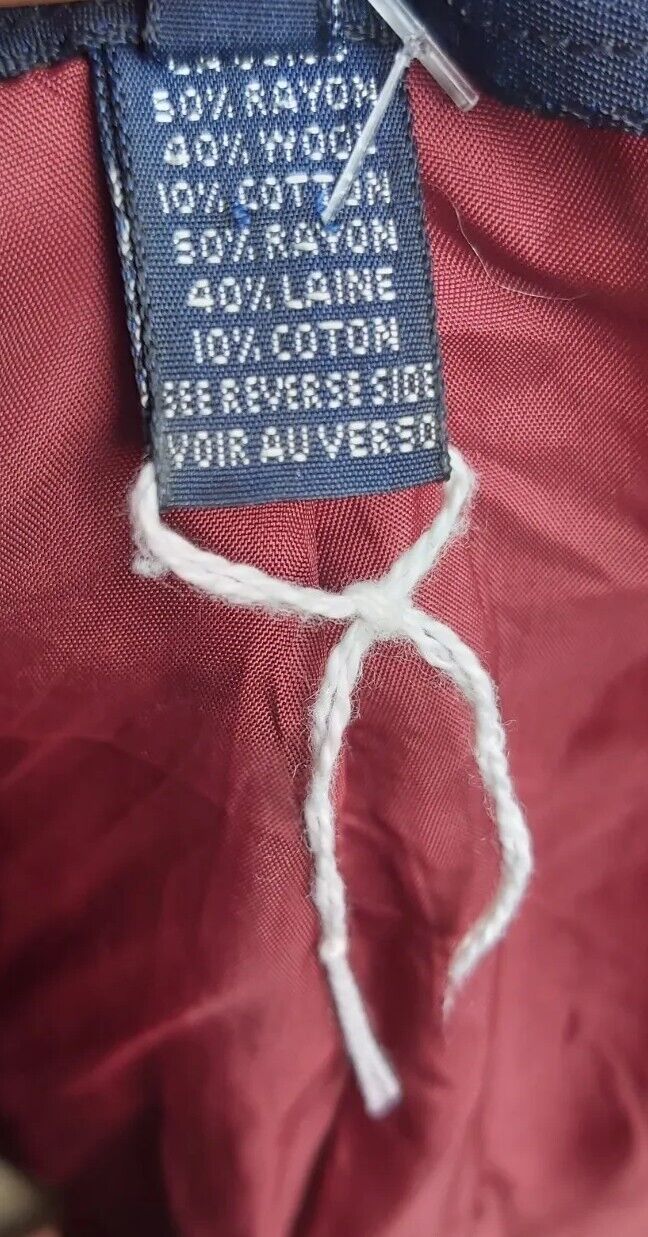 50% RAYON
40% WOOL
10% COTTON
50% RAYON
40% LAINE
10% COTON
SEE REVERSE SIDE
VOIR AU VERSO